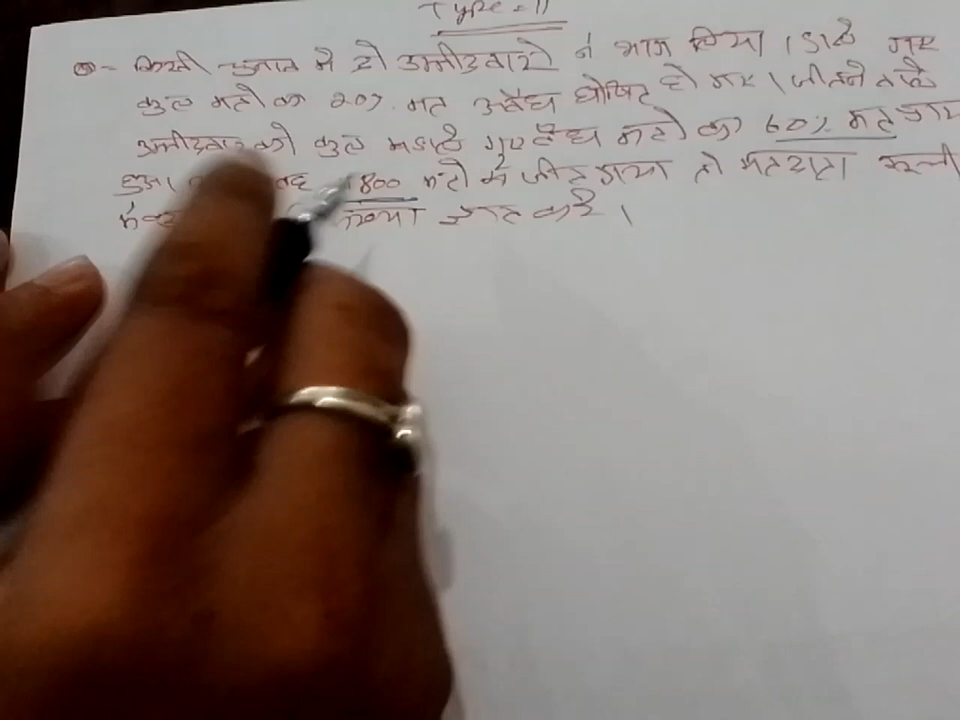 Type = II
किसी चुनाव मे दो उम्मीदवारो ने भाग लिया । डाले गए
कुल मतो का 20% मत अवैध घोषित हो गए । जीतने वाले
उम्मीदवार को कुल डाले गए वैध मतो का 60% मत प्राप्त
हुआ । 1800 मतो से जीत गया तो मतदाता सूची
मे संख्या ज्ञात करे ।